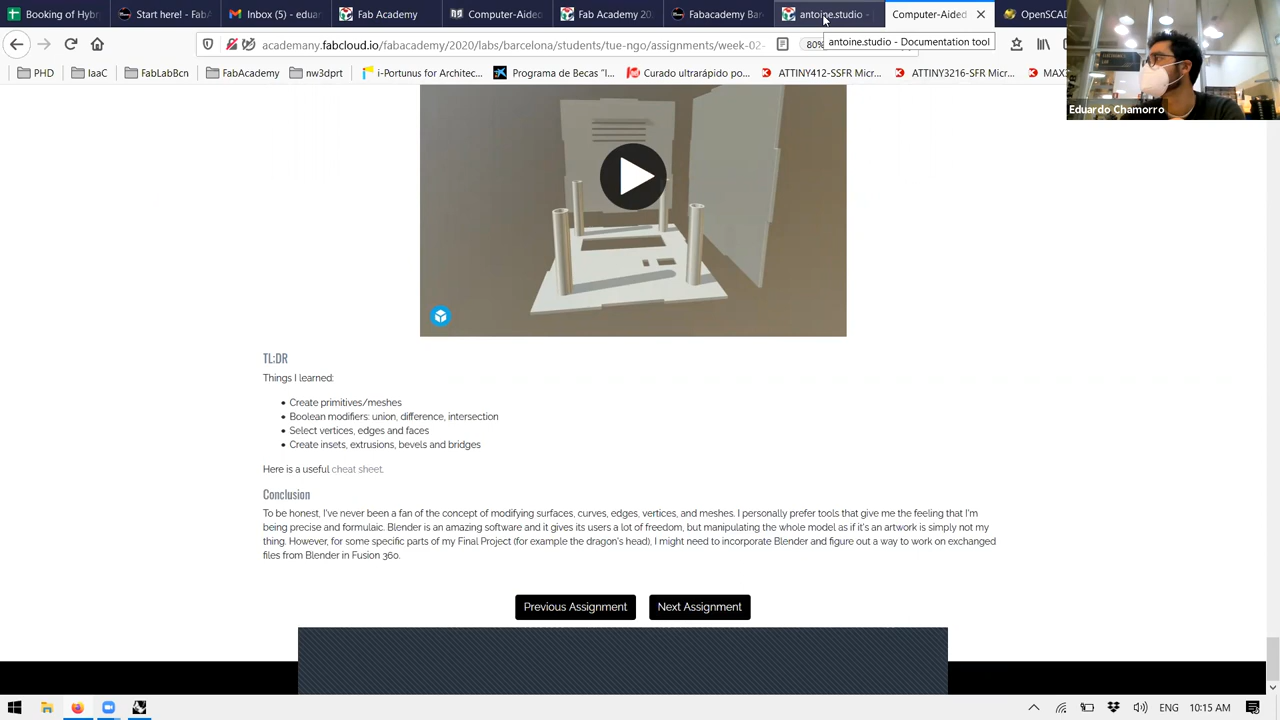 Booking of Hyb
Start here! - Fab
Inbox (5) - eduar
Fab Academy
Computer-Aidec
Fab Academy 20.
Fabacademy Bar
antoine.studio -
Computer-Aided
OpenSCAD
academany.fabcloud.io/fabacademy/2020/labs/barcelona/students/tue-ngo/assignments/week-02-
80%
antoine.studio - Documentation tool
PHD
IaaC
FabLabBcn
FabAcademy
nw3dprt
i-Portunus for Architec...
Programa de Becas "I...
Curado ultrarápido po...
ATTINY412-SSFR Micr...
ATTINY3216-SFR Micr...
MAX3
Eduardo Chamorro
TL:DR
Things I learned:
• Create primitives/meshes
• Boolean modifiers: union, difference, intersection
• Select vertices, edges and faces
• Create insets, extrusions, bevels and bridges
Here is a useful cheat sheet.
Conclusion
To be honest, I've never been a fan of the concept of modifying surfaces, curves, edges, vertices, and meshes. I personally prefer tools that give me the feeling that I'm
being precise and formulaic. Blender is an amazing software and it gives its users a lot of freedom, but manipulating the whole model as if it's an artwork is simply not my
thing. However, for some specific parts of my Final Project (for example the dragon's head), I might need to incorporate Blender and figure out a way to work on exchanged
files from Blender in Fusion 360.
Previous Assignment
Next Assignment
ENG
10:15 AM